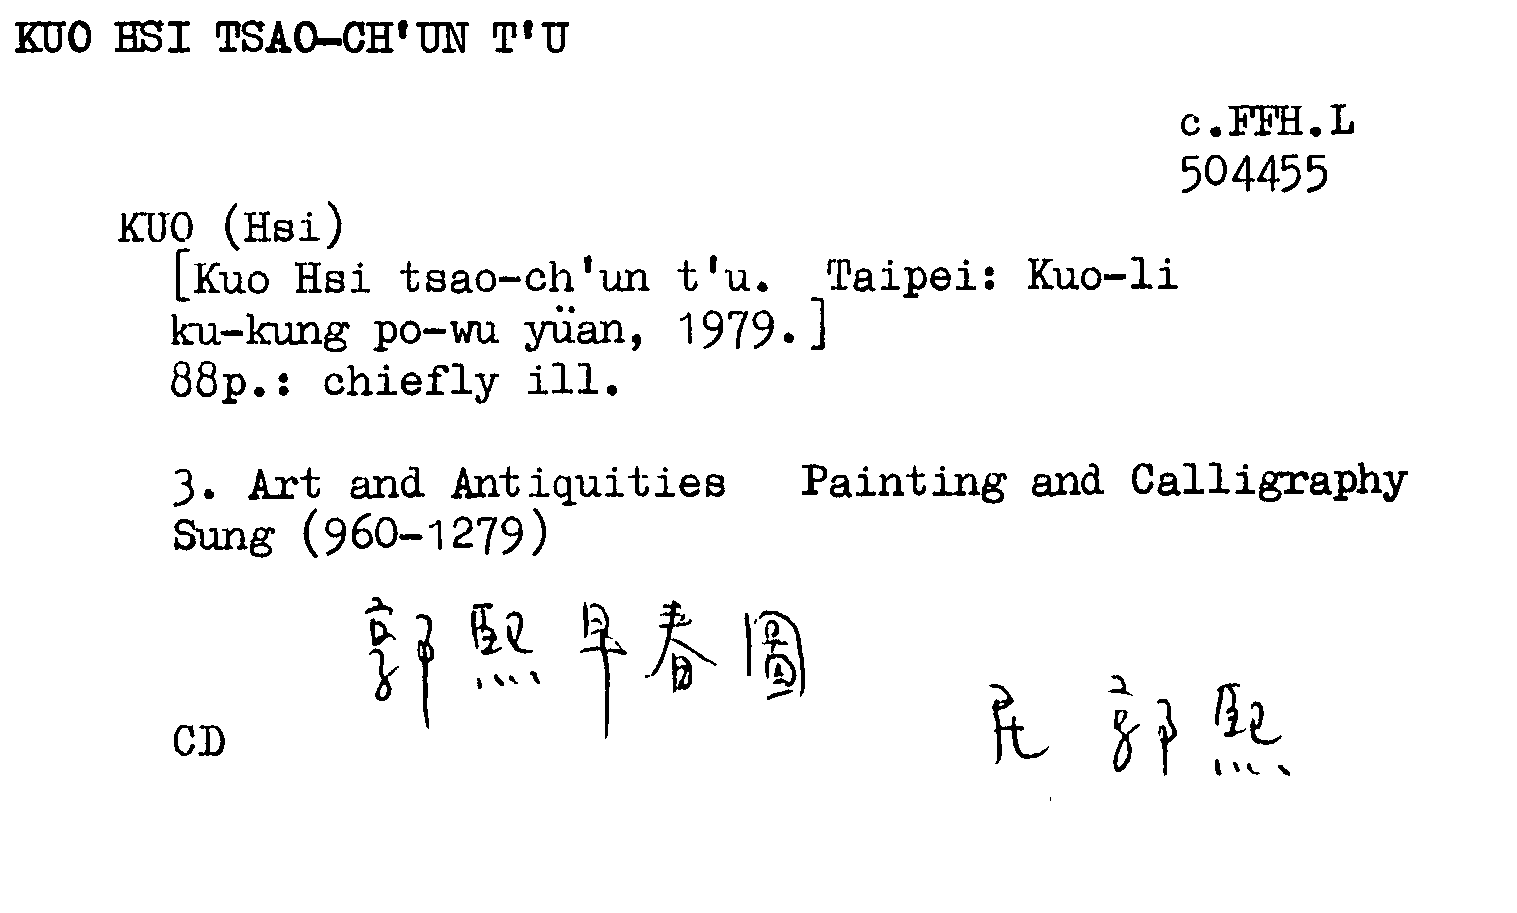 KUO HSI TSAO-CH'UN T'U
c.FFH.L
504455
KUO (Hsi)
[Kuo Hsi tsao-ch'un t'u. Taipei: Kuo-li
ku-kung po-wu yüan, 1979.]
88p.: chiefly ill.
3. Art and Antiquities Painting and Calligraphy
Sung (960-1279)
郭熙早春圖
CD
郭熙